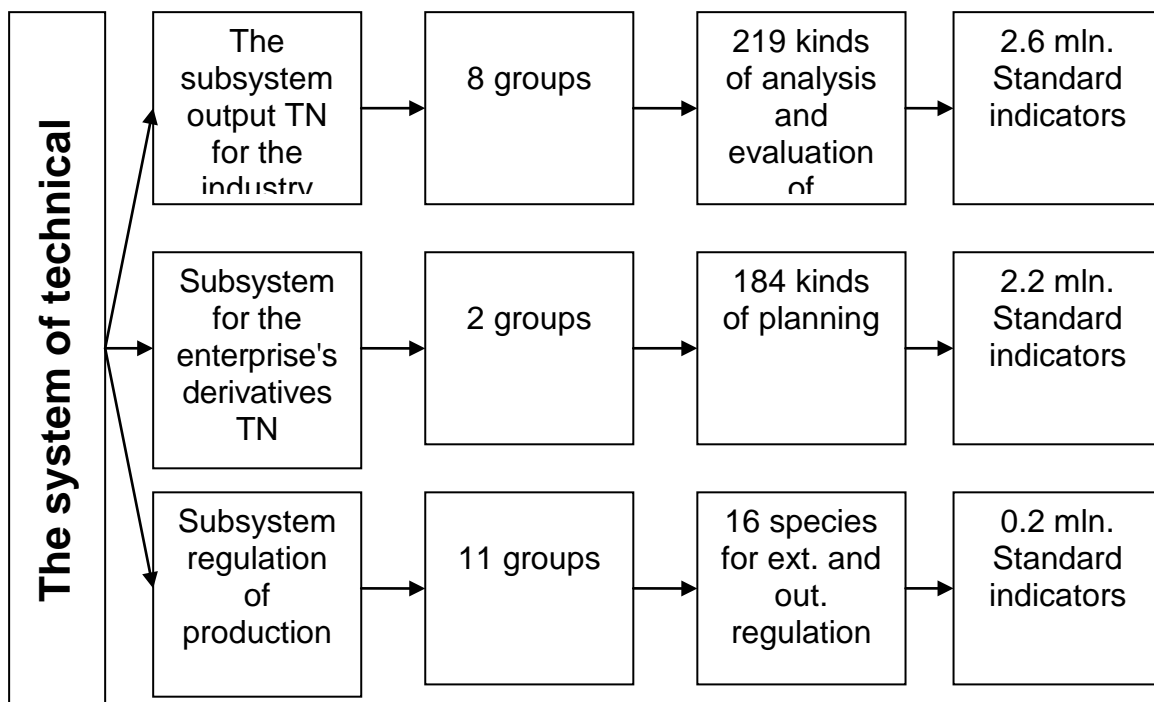 The system of technical
The
subsystem
output TN
for the
industry
8 groups
219 kinds
of analysis
and
evaluation
of
2.6 mln.
Standard
indicators
Subsystem
for the
enterprise's
derivatives
TN
2 groups
184 kinds
of planning
2.2 mln.
Standard
indicators
Subsystem
regulation
of
production
11 groups
16 species
for ext. and
out.
regulation
0.2 mln.
Standard
indicators